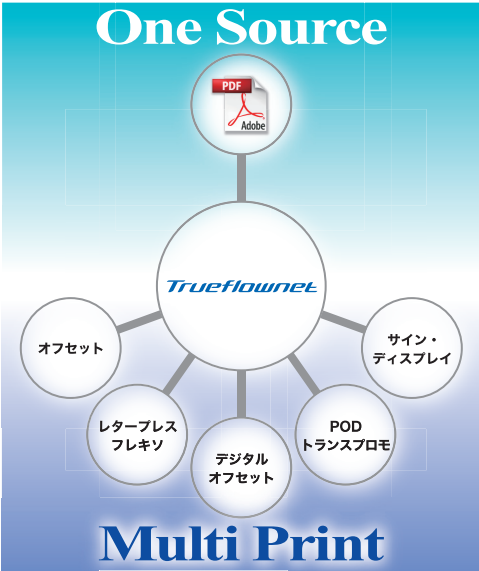 One Source
PDF
Adobe
Trueflownet
オフセット
サイン・
ディスプレイ
レタープレス
フレキソ
POD
トランスプロモ
デジタル
オフセット
Multi Print